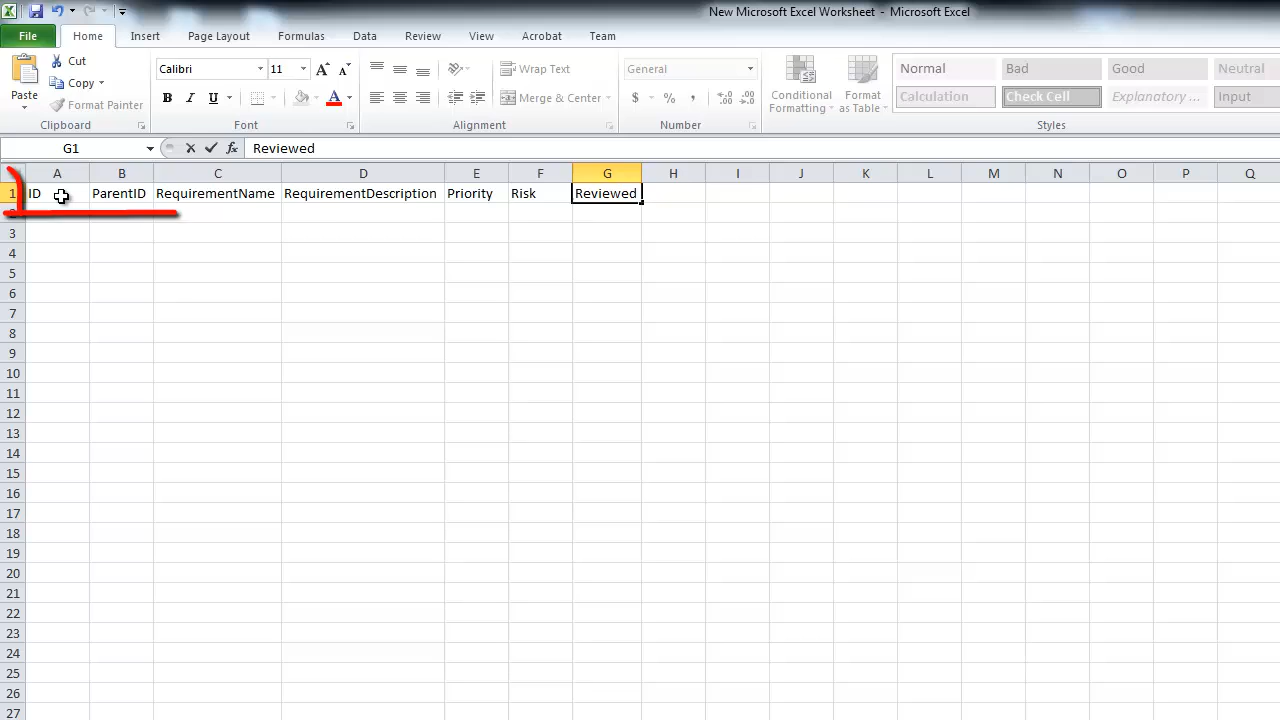 New Microsoft Excel Worksheet - Microsoft Excel
File Home Insert Page Layout Formulas Data Review View Acrobat Team
Paste
Cut
Copy
Format Painter
Clipboard
Calibri 11
A A
B I U A
Font
Wrap Text
Merge & Center
Alignment
General
$ % , .00
Number
Conditional Formatting
Format as Table
Normal Bad Good Neutral
Calculation Check Cell Explanatory ... Input
Styles
G1 fx Reviewed
A B C D E F G H I J K L M N O P Q
1 ID ParentID RequirementName RequirementDescription Priority Risk Reviewed
3
4
5
6
7
8
9
10
11
12
13
14
15
16
17
18
19
20
21
22
23
24
25
26
27